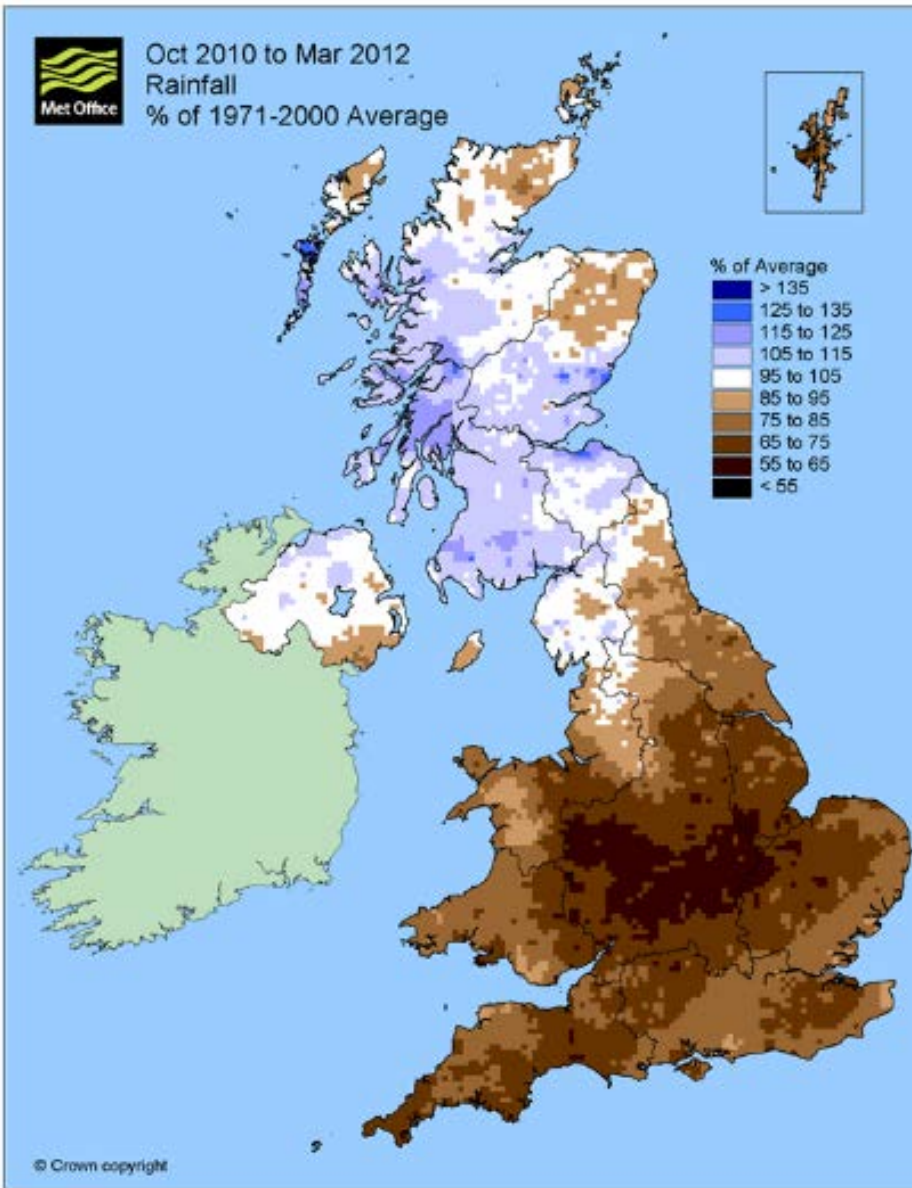 Met Office
Oct 2010 to Mar 2012
Rainfall
% of 1971-2000 Average
% of Average
> 135
125 to 135
115 to 125
105 to 115
95 to 105
85 to 95
75 to 85
65 to 75
55 to 65
< 55
© Crown copyright